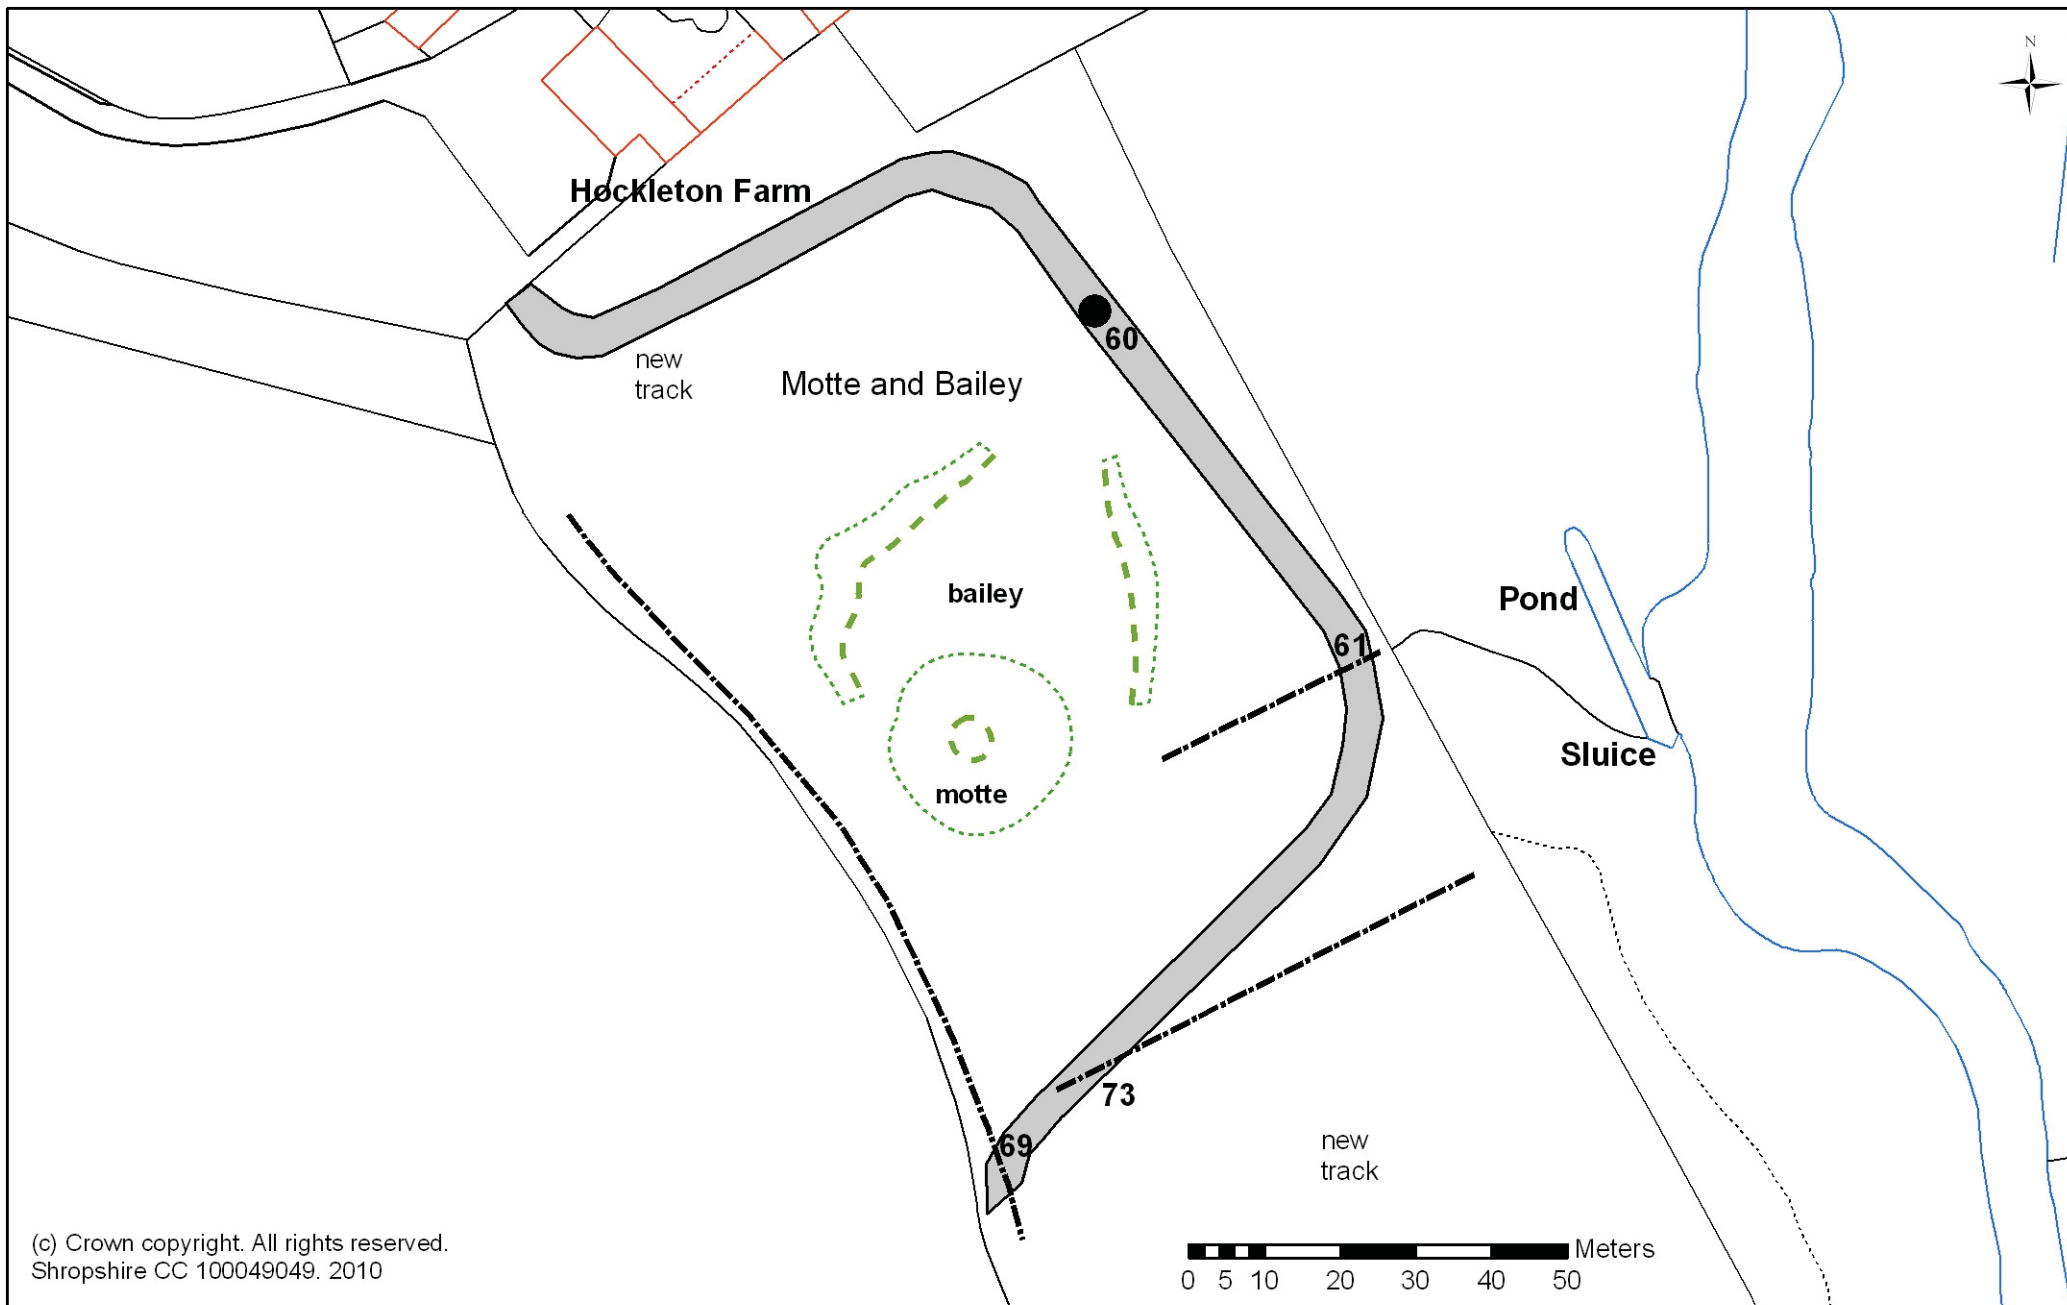 N
Hockleton Farm
60
new
track
Motte and Bailey
bailey
Pond
61
Sluice
motte
73
69
new
track
(c) Crown copyright. All rights reserved.
Shropshire CC 100049049. 2010
Meters
0 5 10 20 30 40 50